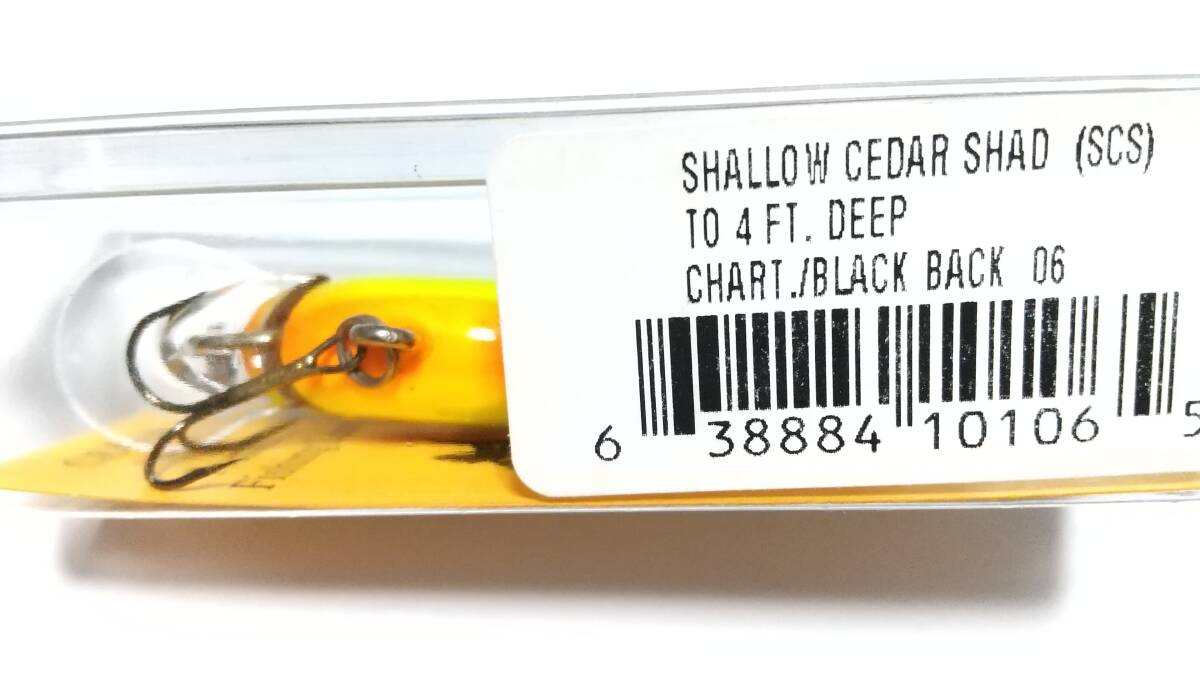 SHALLOW CEDAR SHAD (SCS)
TO 4 FT. DEEP
CHART./BLACK BACK 06
6 38884 10106 5